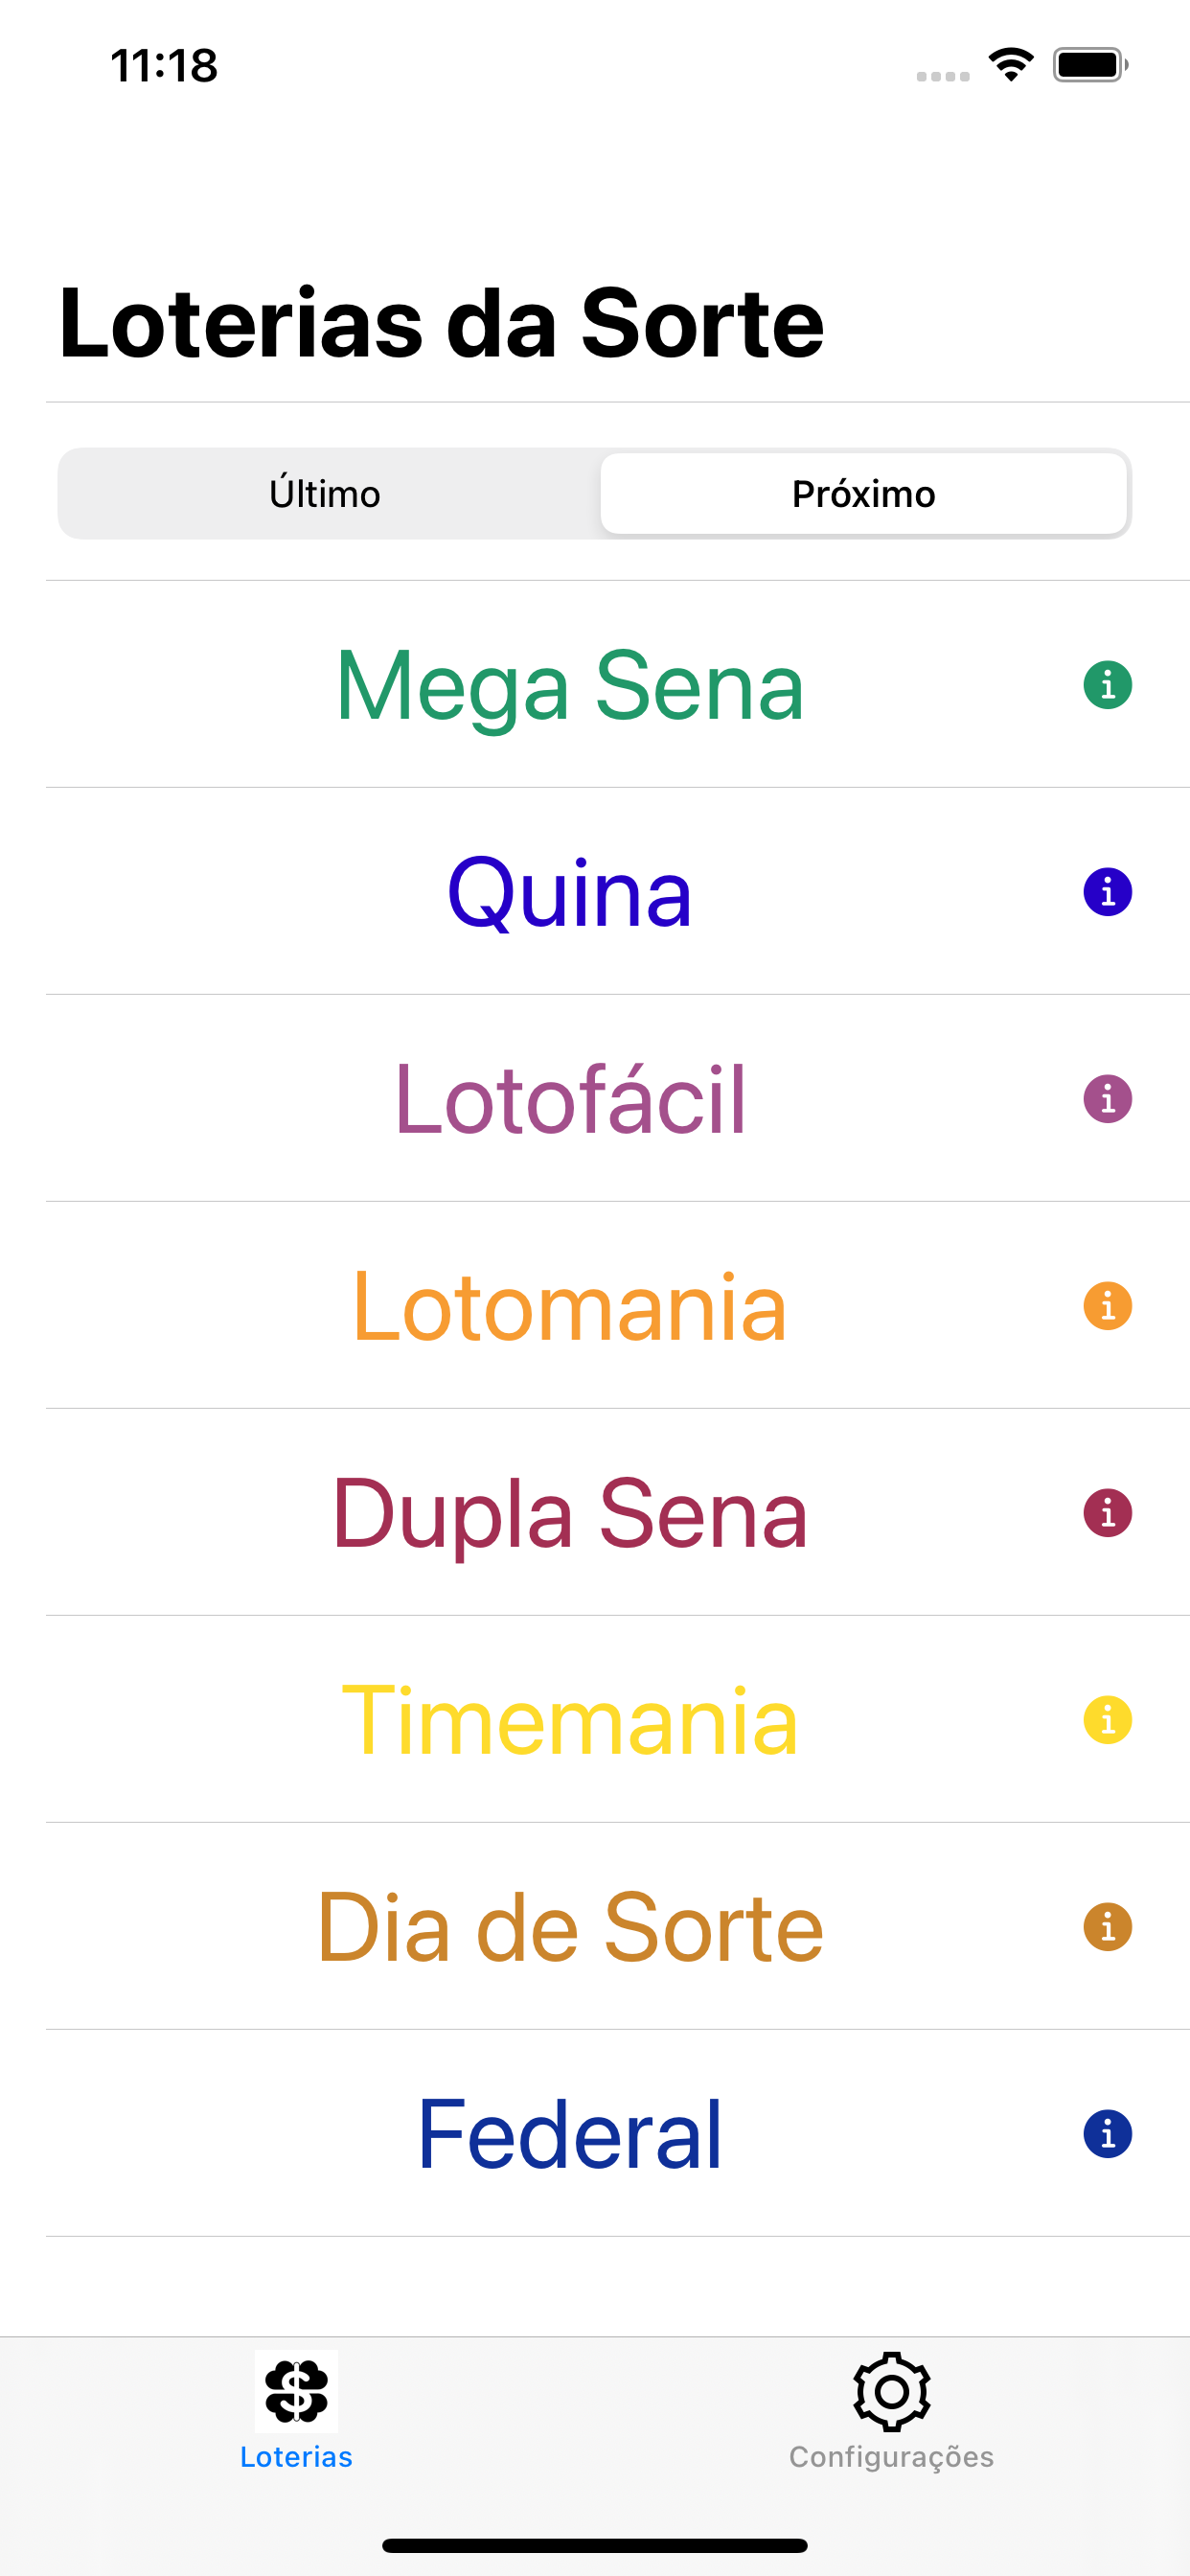 11:18
Loterias da Sorte
Último Próximo
Mega Sena
Quina
Lotofácil
Lotomania
Dupla Sena
Timemania
Dia de Sorte
Federal
Loterias Configurações